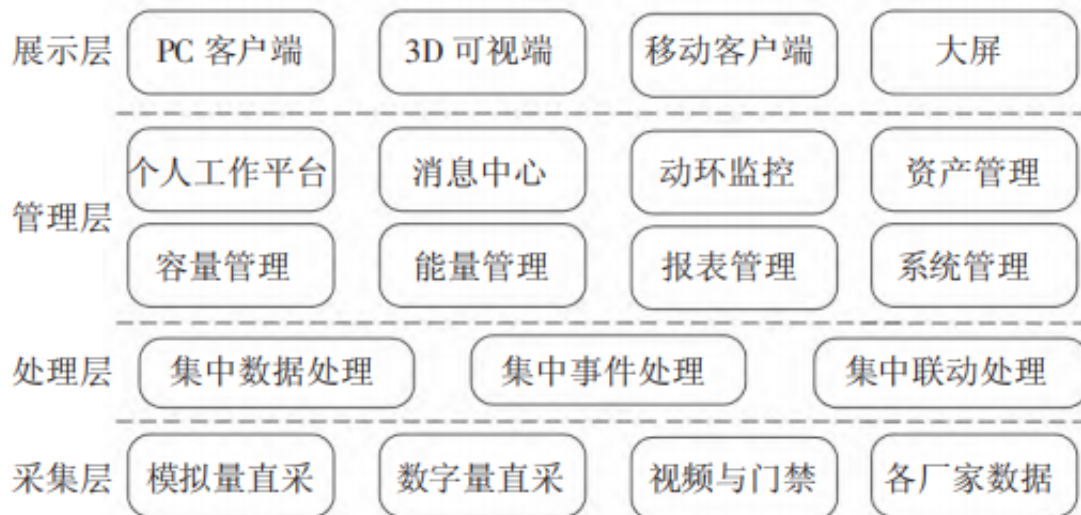 展示层 PC 客户端 3D 可视端 移动客户端 大屏
个人工作平台 消息中心 动环监控 资产管理
管理层
容量管理 能量管理 报表管理 系统管理
处理层 集中数据处理 集中事件处理 集中联动处理
采集层 模拟量直采 数字量直采 视频与门禁 各厂家数据